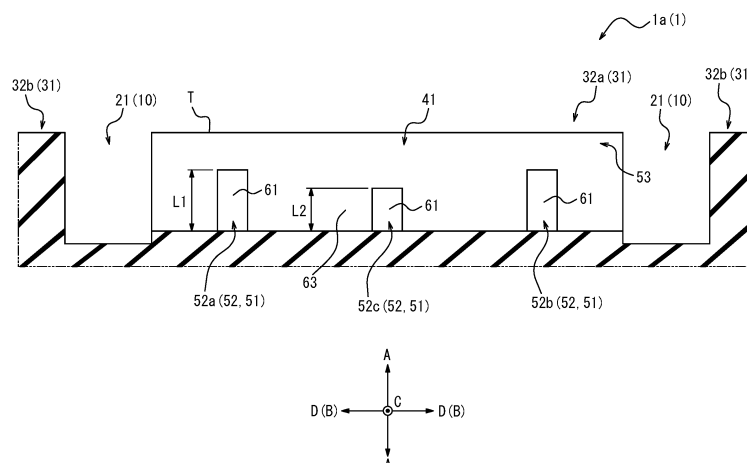 1a(1)
32b(31)
21(10)
T
41
32a(31)
21(10)
32b(31)
53
L1
61
L2
61
61
63
52a(52, 51)
52c(52, 51)
52b(52, 51)
A
D(B)
C
D(B)
A